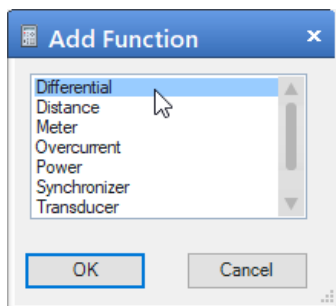 Add Function
Differential
Distance
Meter
Overcurrent
Power
Synchronizer
Transducer
OK Cancel